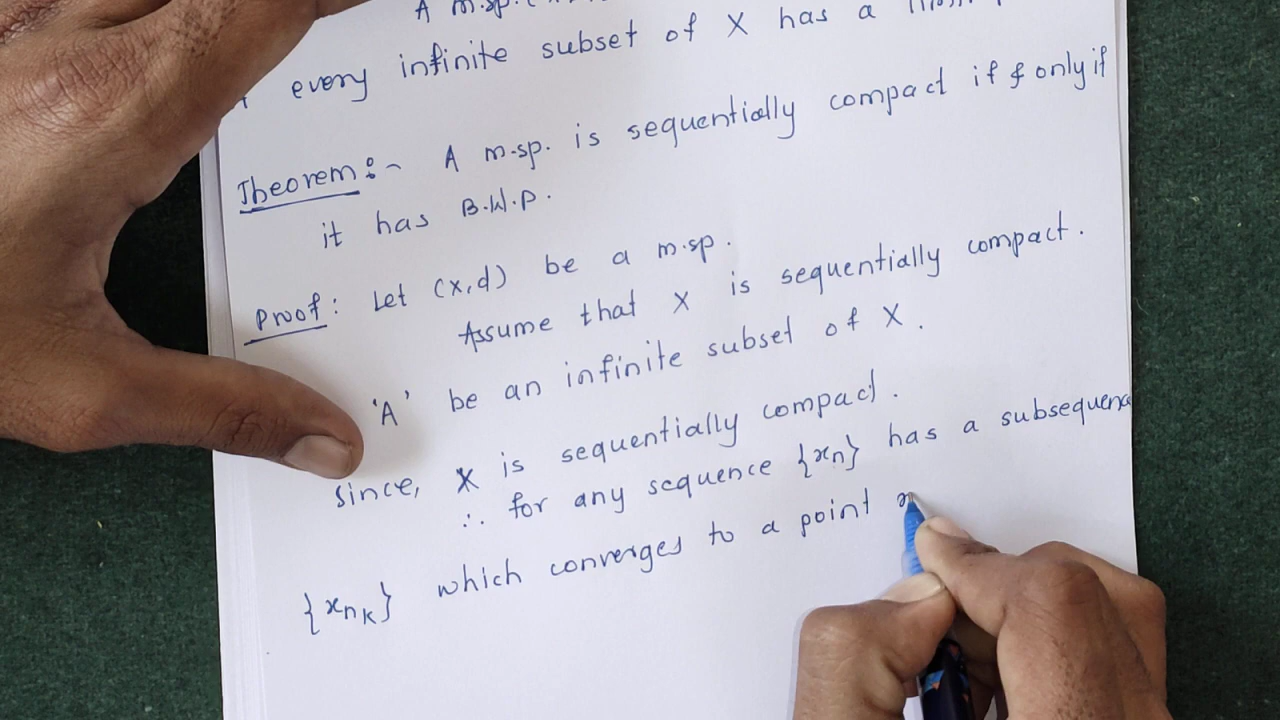 A m.sp.
every infinite subset of X has a
Theorem :- A m.sp. is sequentially compact if & only if
it has B.W.P.
Proof : Let (X,d) be a m.sp.
Assume that X is sequentially compact.
'A' be an infinite subset of X.
since, X is sequentially compact.
∴ for any sequence {xn} has a subsequence
{xnk} which converges to a point x